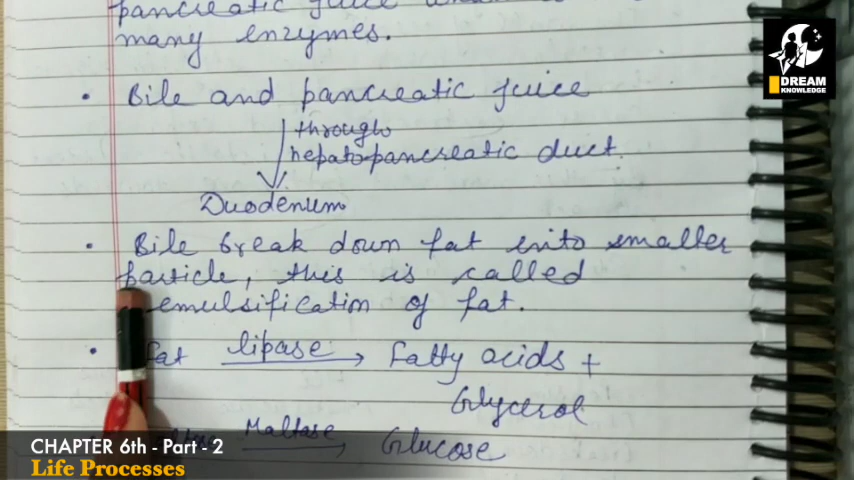 pancreatic juice
many enzymes.
• Bile and pancreatic juice
through
hepatopancreatic duct.
Duodenum
• Bile break down fat into smaller
particle, this is called
emulsification of fat.
• fat lipase → Fatty acids +
Glycerol
Maltase → Glucose
DREAM
KNOWLEDGE
CHAPTER 6th - Part - 2
Life Processes